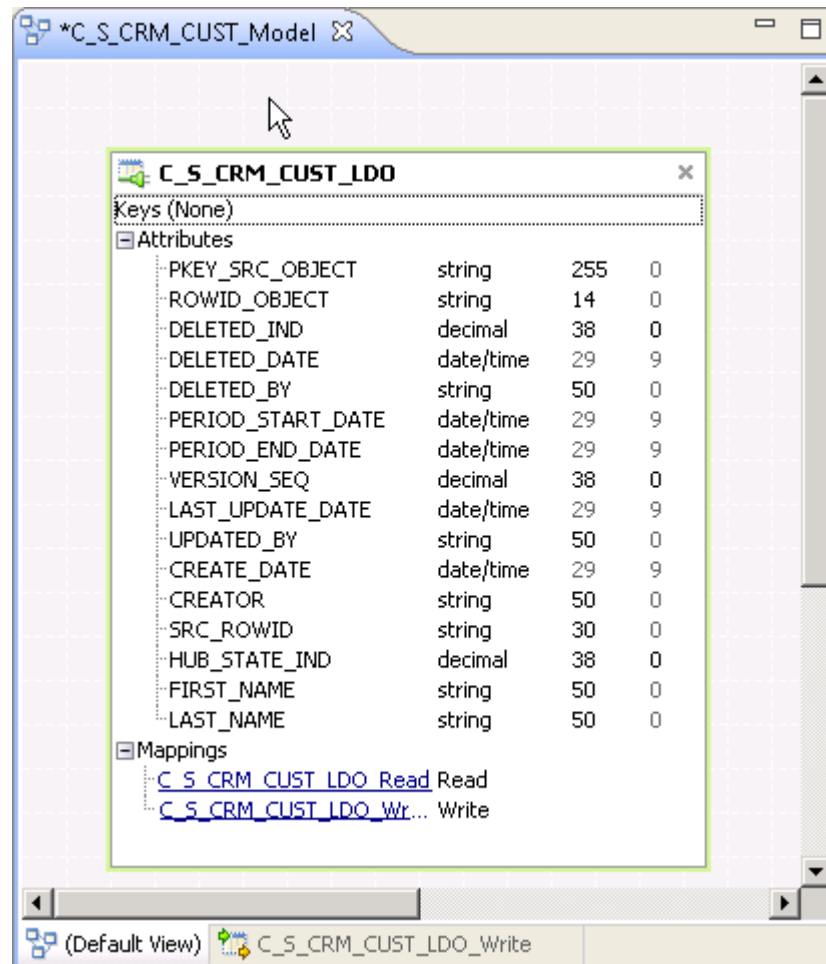 *C_S_CRM_CUST_Model
C_S_CRM_CUST_LDO
Keys (None)
Attributes
PKEY_SRC_OBJECT string 255 0
ROWID_OBJECT string 14 0
DELETED_IND decimal 38 0
DELETED_DATE date/time 29 9
DELETED_BY string 50 0
PERIOD_START_DATE date/time 29 9
PERIOD_END_DATE date/time 29 9
VERSION_SEQ decimal 38 0
LAST_UPDATE_DATE date/time 29 9
UPDATED_BY string 50 0
CREATE_DATE date/time 29 9
CREATOR string 50 0
SRC_ROWID string 30 0
HUB_STATE_IND decimal 38 0
FIRST_NAME string 50 0
LAST_NAME string 50 0
Mappings
C_S_CRM_CUST_LDO_Read Read
C_S_CRM_CUST_LDO_Wr... Write
(Default View) C_S_CRM_CUST_LDO_Write